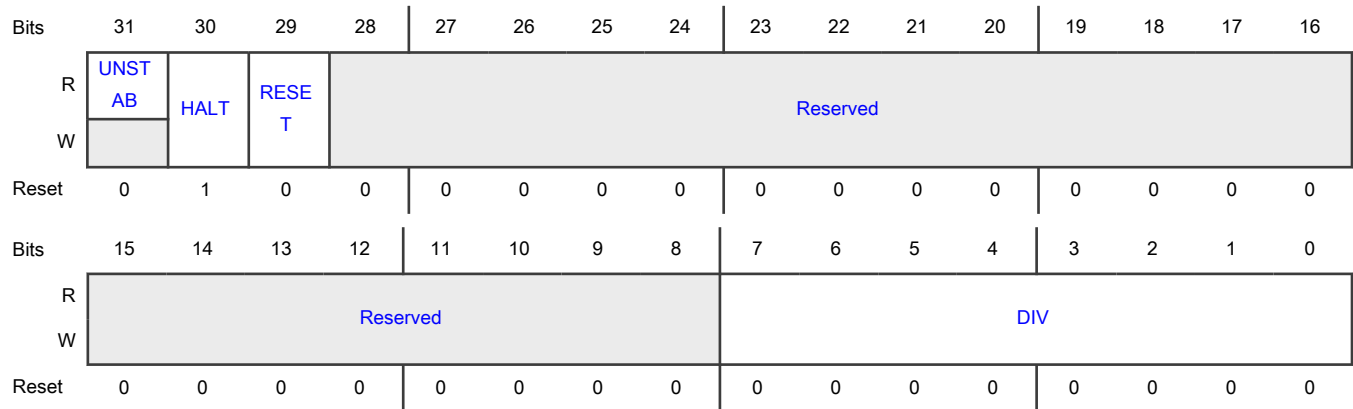 Bits 31 30 29 28 27 26 25 24 23 22 21 20 19 18 17 16
R UNST
AB HALT RESE
T Reserved
W
Reset 0 1 0 0 0 0 0 0 0 0 0 0 0 0 0 0
Bits 15 14 13 12 11 10 9 8 7 6 5 4 3 2 1 0
R
Reserved DIV
W
Reset 0 0 0 0 0 0 0 0 0 0 0 0 0 0 0 0